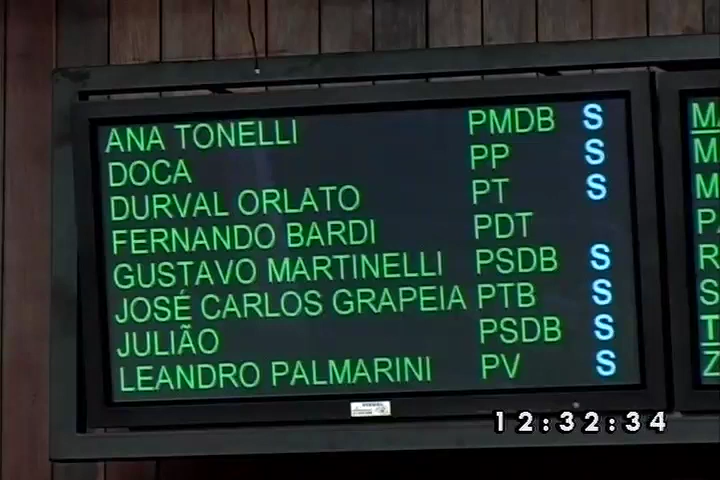 ANA TONELLI PMDB S
DOCA PP S
DURVAL ORLATO PT S
FERNANDO BARDI PDT
GUSTAVO MARTINELLI PSDB S
JOSÉ CARLOS GRAPEIA PTB S
JULIÃO PSDB S
LEANDRO PALMARINI PV S
12:32:34